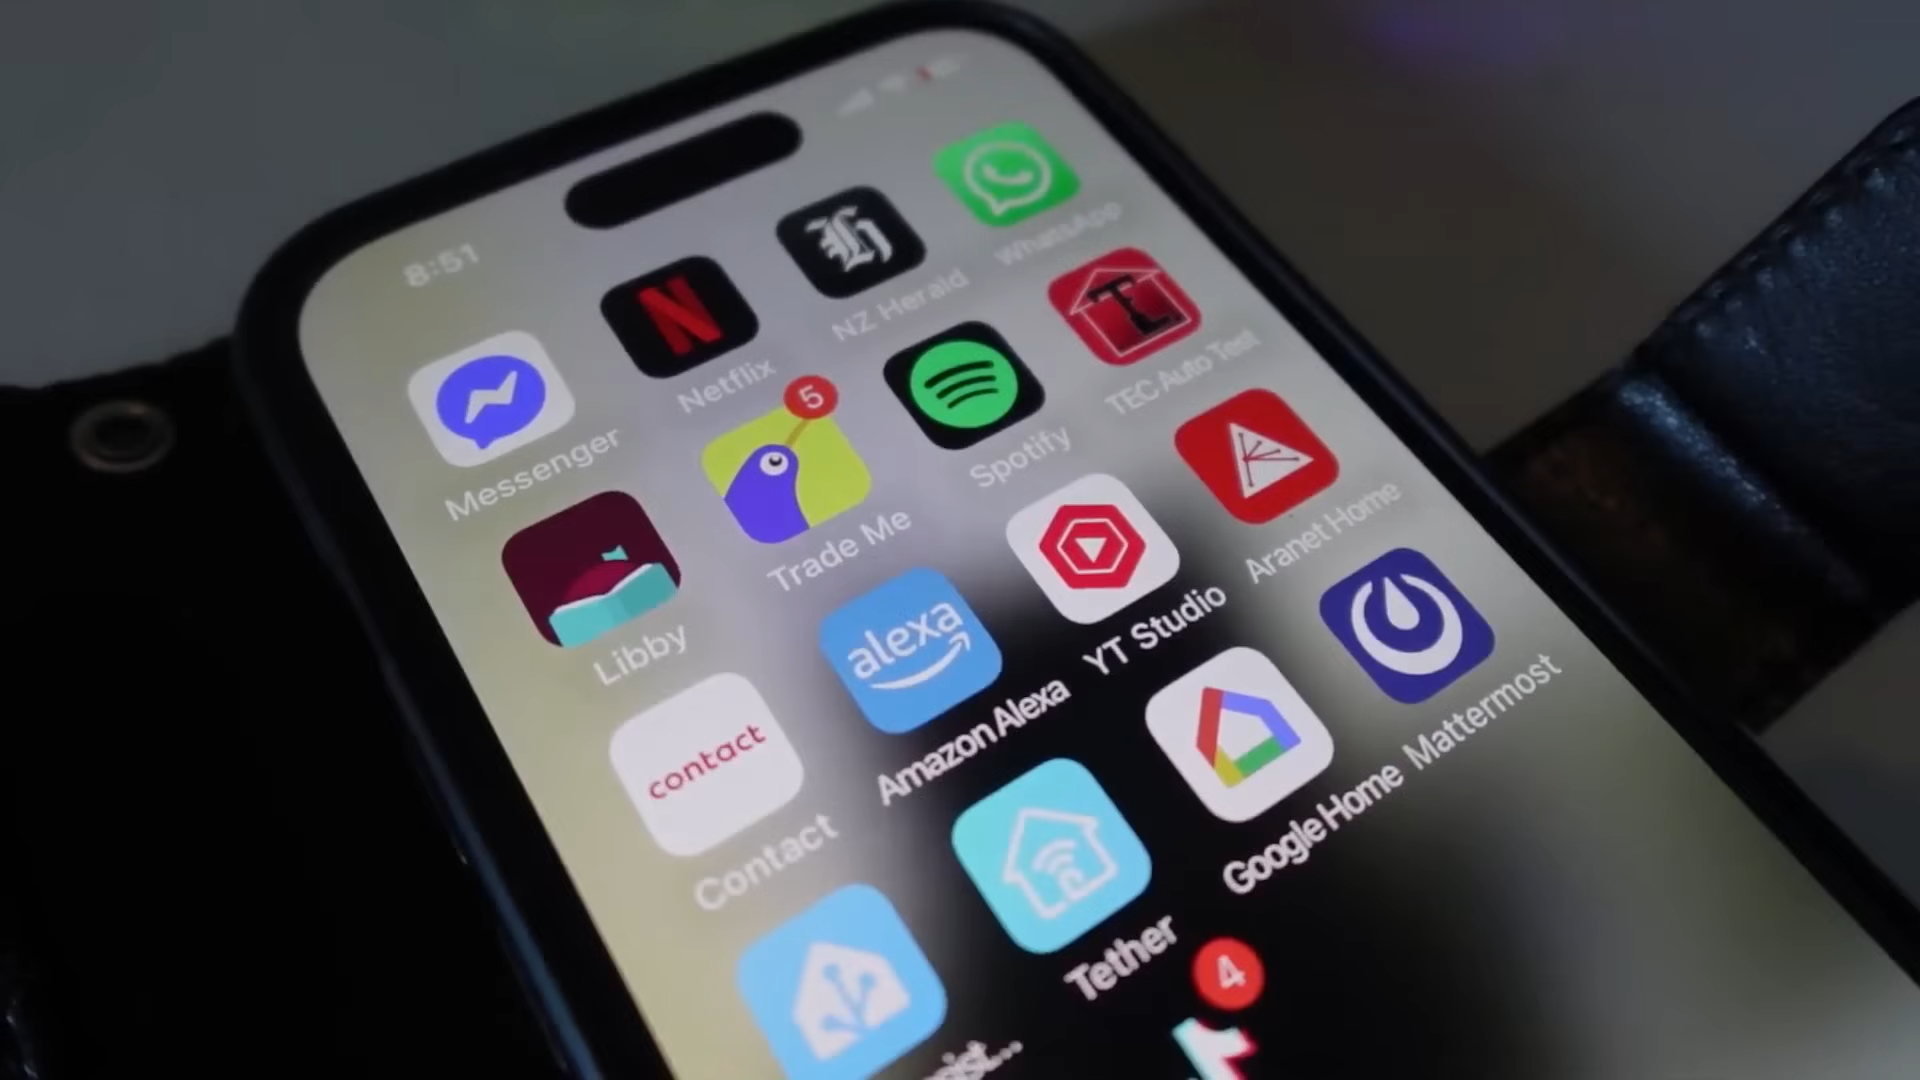 8:51
Messenger
Netflix
NZ Herald
WhatsApp
Libby
5
Trade Me
Spotify
TEC Auto Test
contact
Contact
alexa
Amazon Alexa
YT Studio
Aranet Home
Tether
Google Home
Mattermost
4